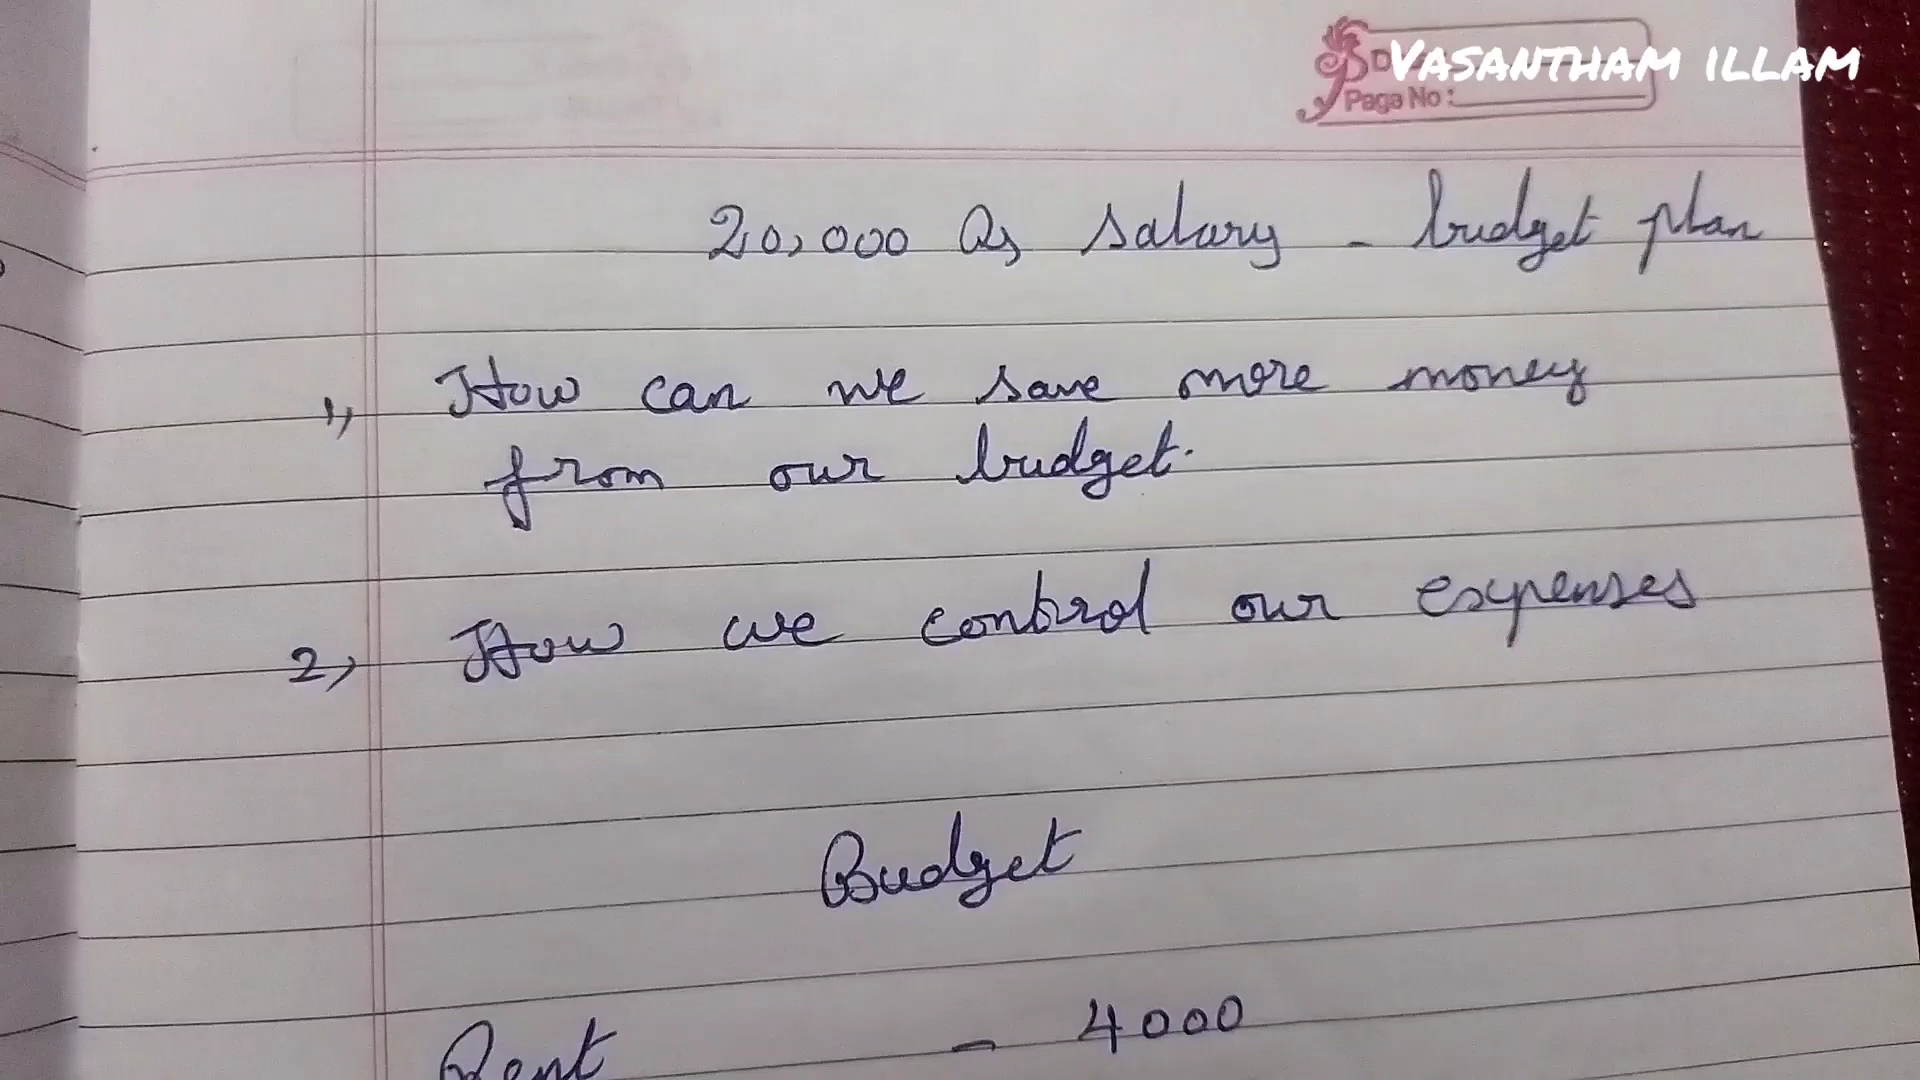 VASANTHAM ILLAM
Page No :
20,000 Rs salary - budget plan
1, How can we save more money
from our budget.
2, How we control our expenses
Budget
Rent - 4000